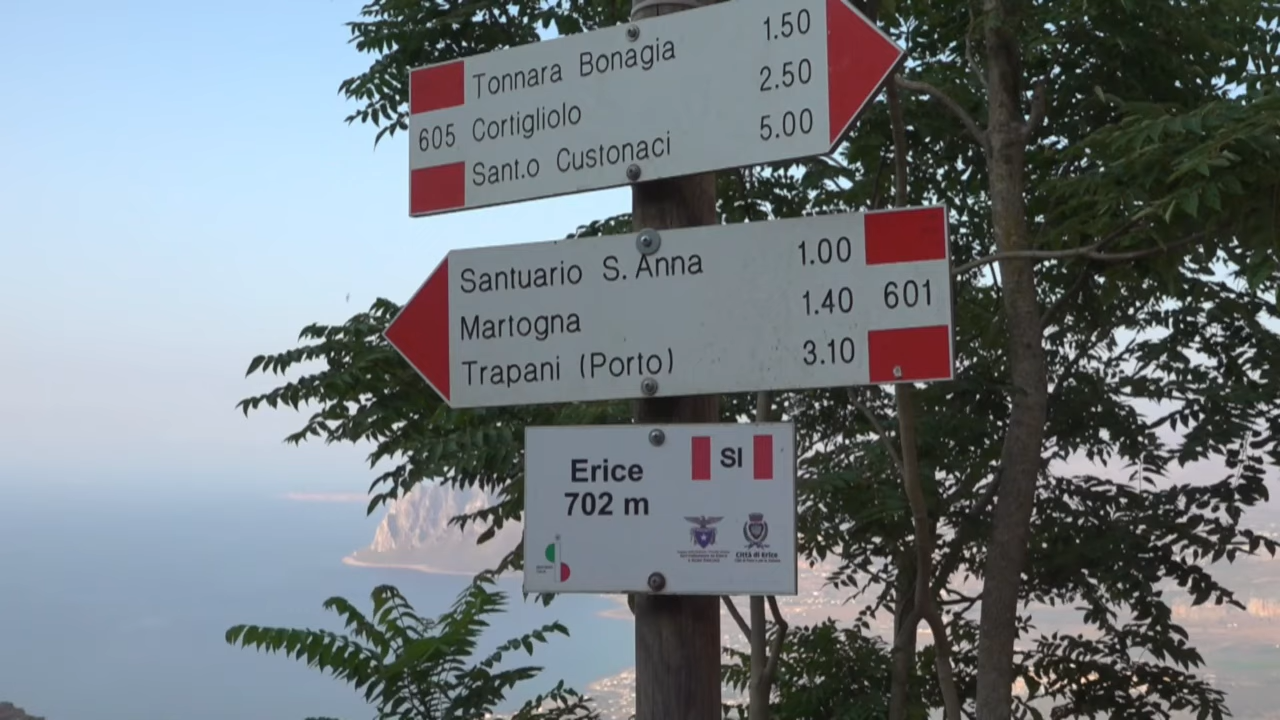 Tonnara Bonagia 1.50
605 Cortigliolo 2.50
Sant.o Custonaci 5.00
Santuario S. Anna 1.00
Martogna 1.40 601
Trapani (Porto) 3.10
Erice SI
702 m
Città di Erice